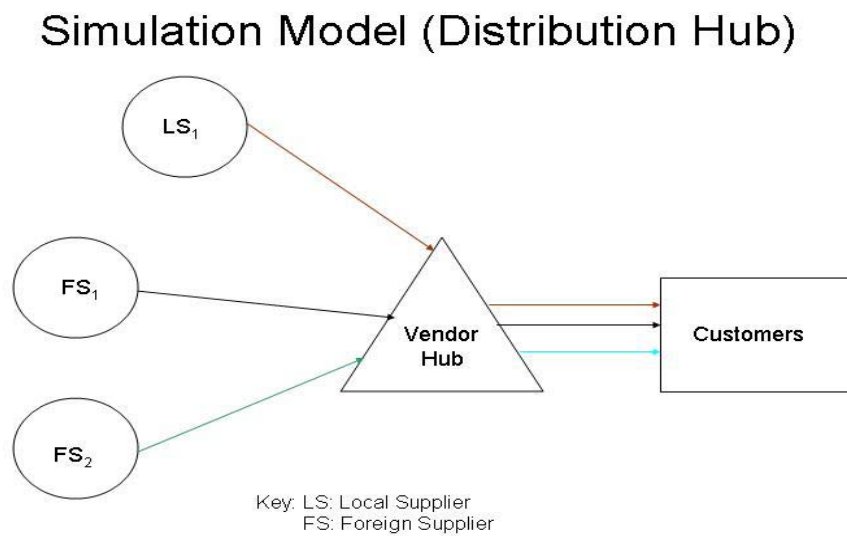 Simulation Model (Distribution Hub)
LS₁
FS₁
Vendor
Hub
Customers
FS₂
Key: LS: Local Supplier
FS: Foreign Supplier